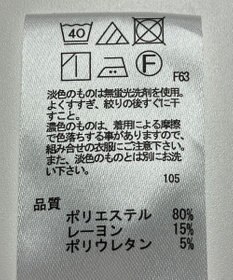 40
F
F63
淡色のものは無蛍光洗剤を使用。
よくすすぎ、絞りの後すぐに干
すこと。
濃色のものは、着用による摩擦
で色落ちする事がありますので、
組み合せの衣服にご注意下さい。
また、淡色のものとは別にお洗
い下さい。
105
品質
ポリエステル 80%
レーヨン 15%
ポリウレタン 5%